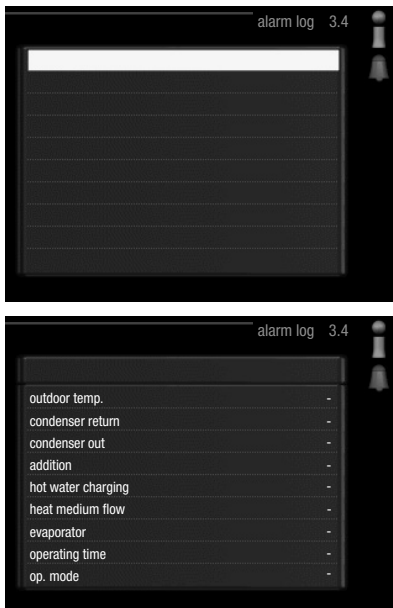 alarm log 3.4
alarm log 3.4
outdoor temp. -
condenser return -
condenser out -
addition -
hot water charging -
heat medium flow -
evaporator -
operating time -
op. mode -